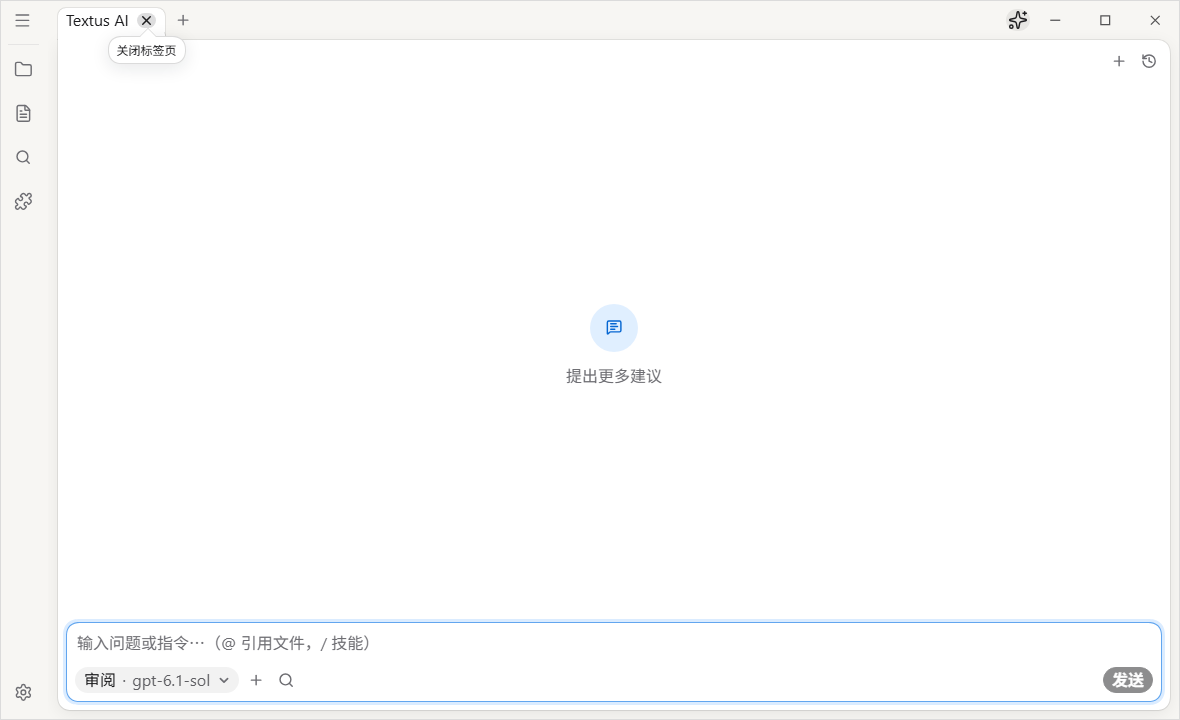 Textus AI
关闭标签页
提出更多建议
输入问题或指令…（@ 引用文件，/ 技能）
审阅 · gpt-6.1-sol
发送